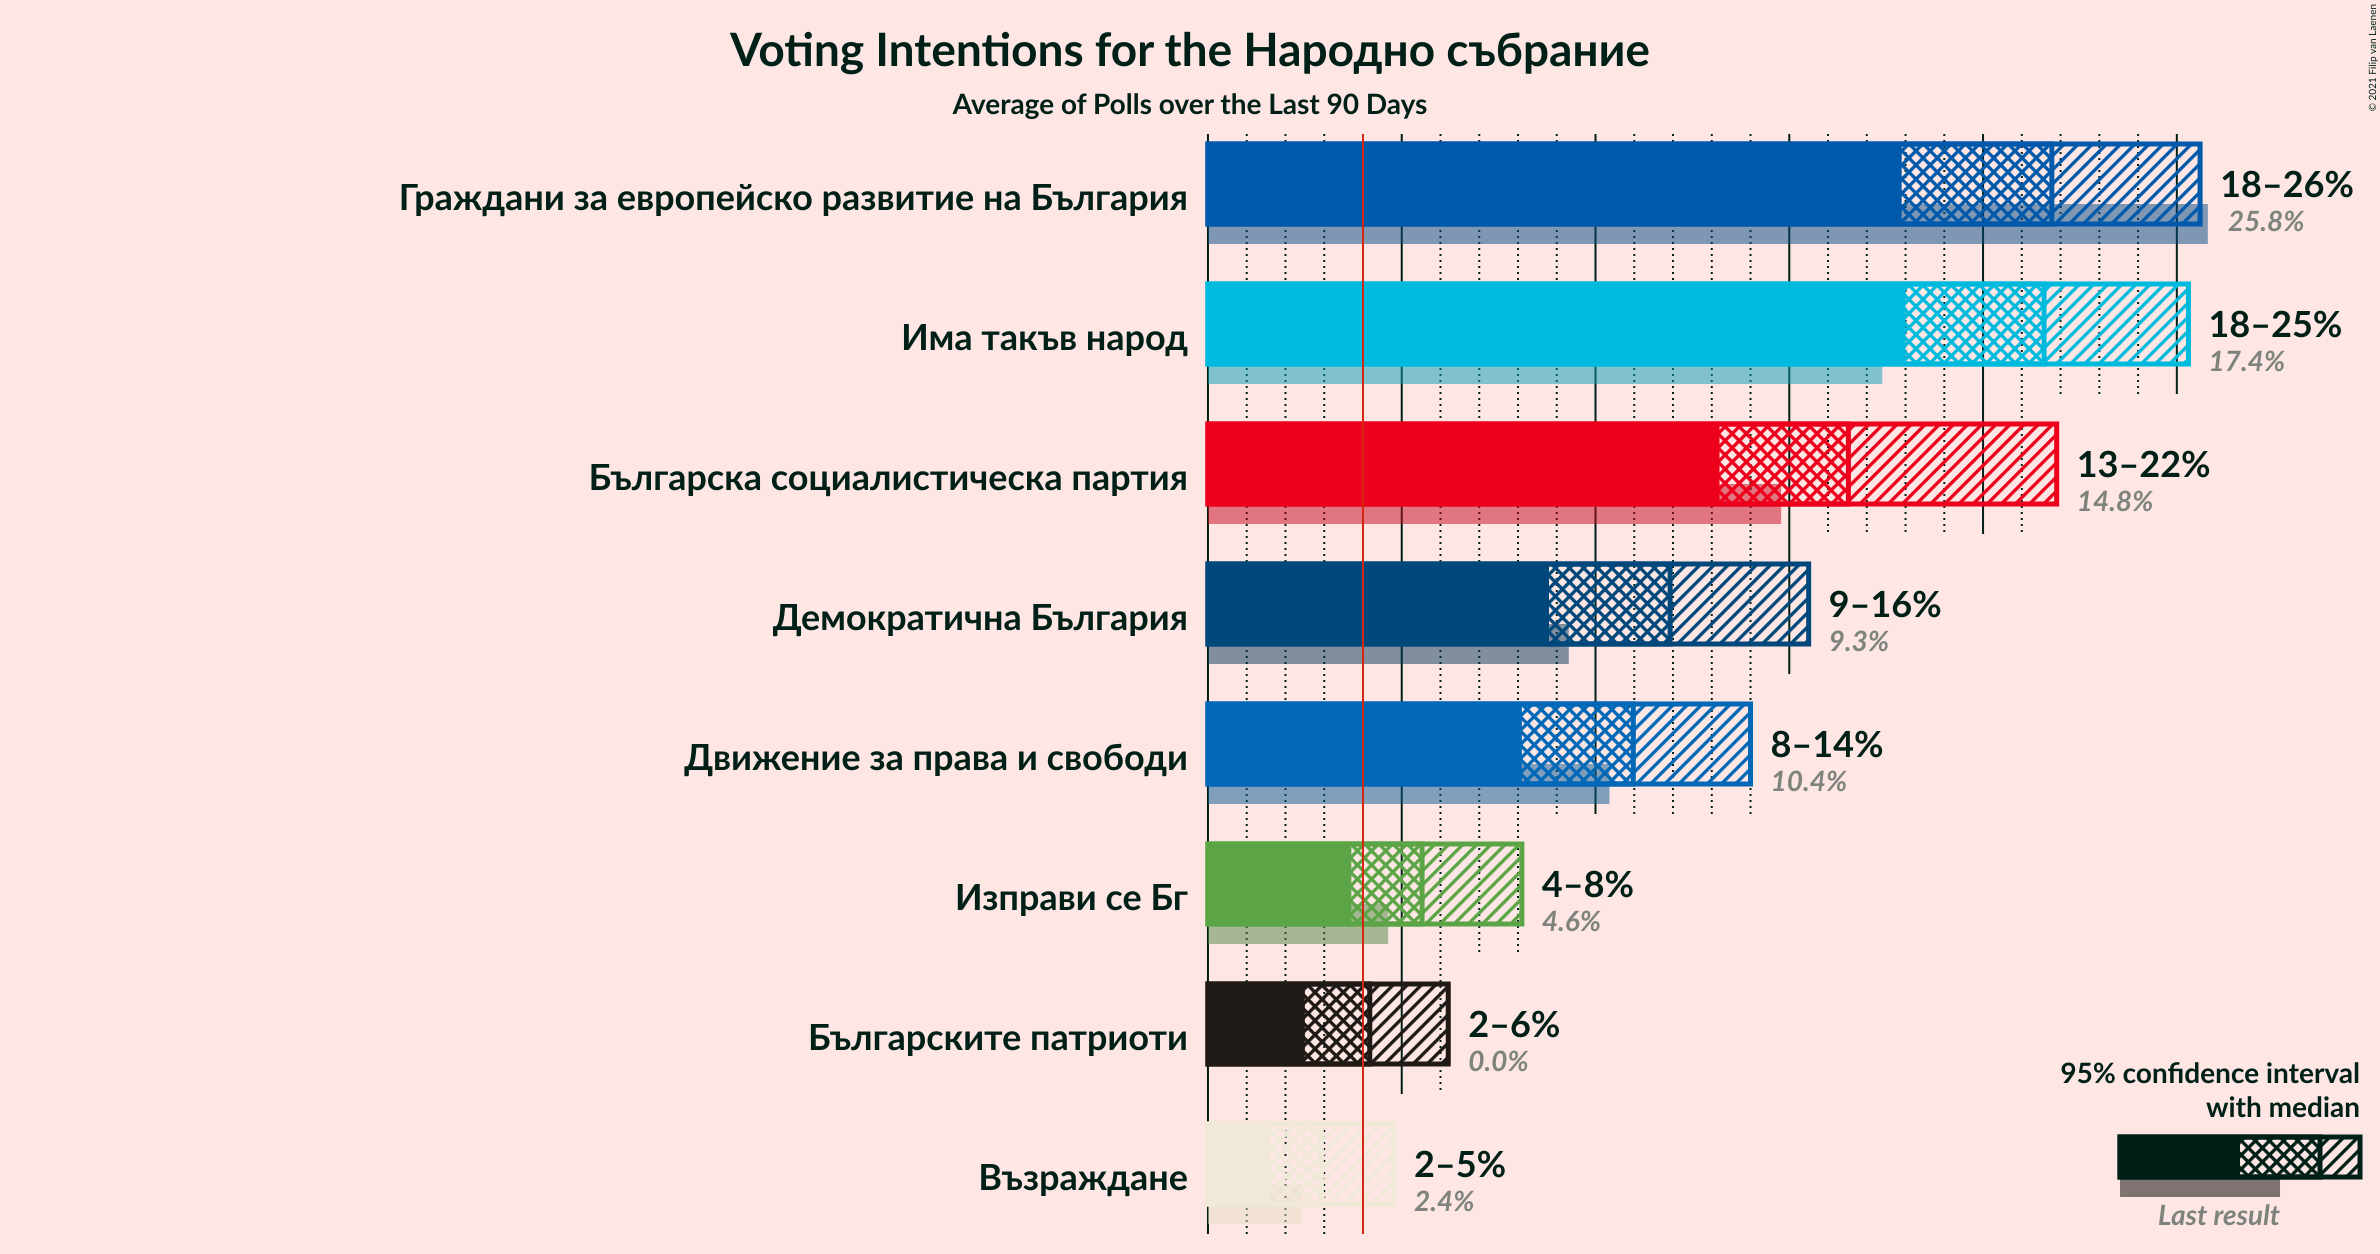 Voting Intentions for the Народно събрание
Average of Polls over the Last 90 Days
© 2021 Filip van Laenen
Граждани за европейско развитие на България
18–26%
25.8%
Има такъв народ
18–25%
17.4%
Българска социалистическа партия
13–22%
14.8%
Демократична България
9–16%
9.3%
Движение за права и свободи
8–14%
10.4%
Изправи се Бг
4–8%
4.6%
Българските патриоти
2–6%
0.0%
Възраждане
2–5%
2.4%
95% confidence interval
with median
Last result